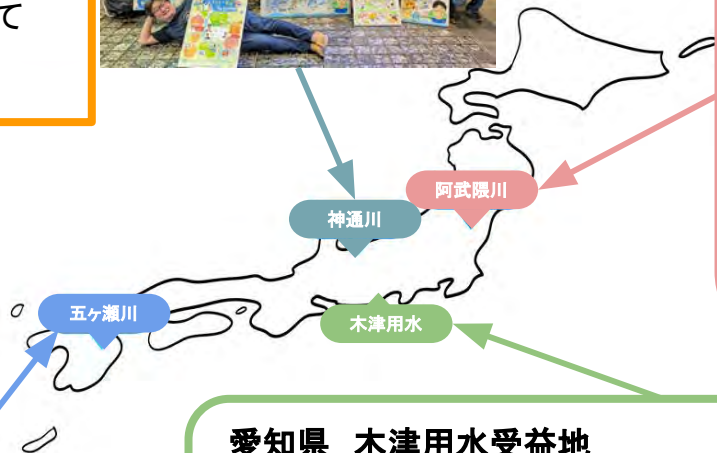 て
阿武隈川
神通川
五ヶ瀬川
木津用水
愛知県 木津用水受益地